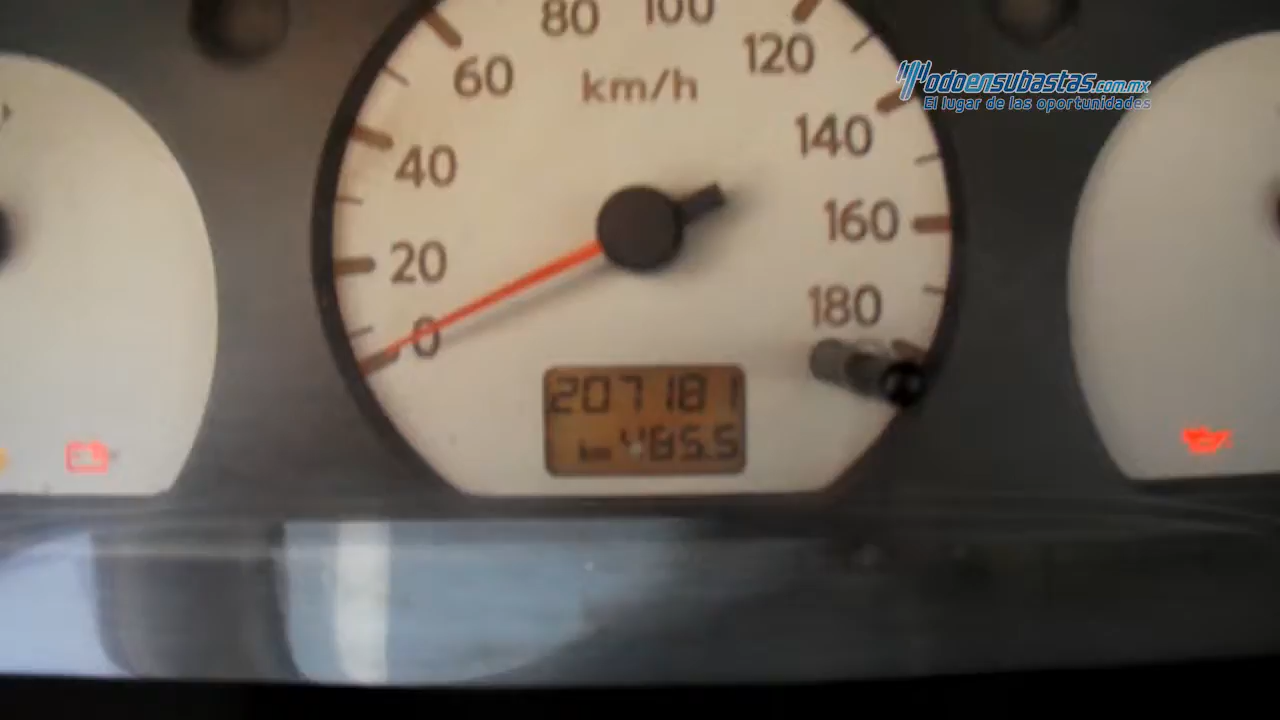 80 100
60 120
km/h
Todoensubastas.com.mx
El lugar de las oportunidades
40 140
20 160
0 180
207181
km 485.5